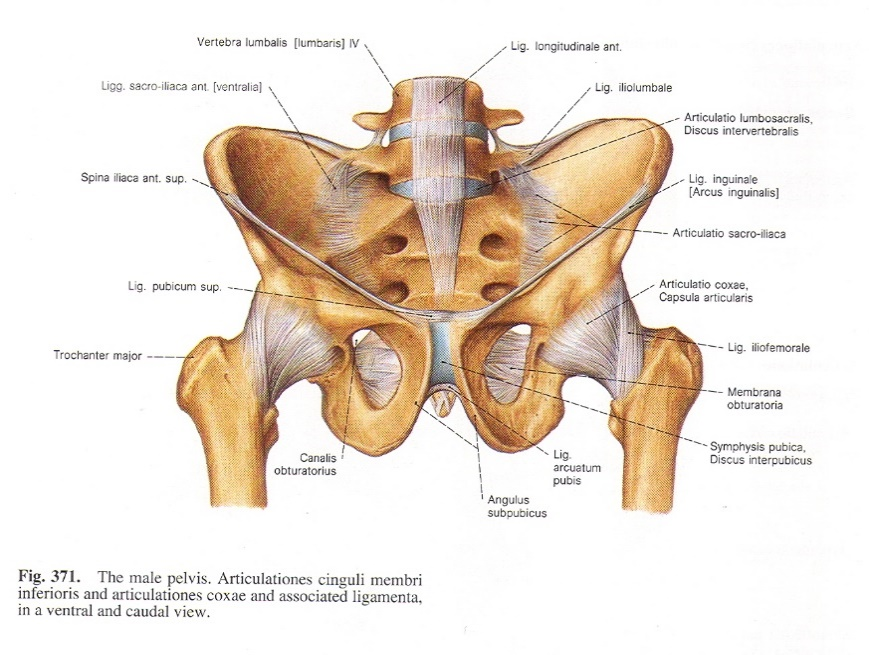 Vertebra lumbalis [lumbaris] IV
Lig. longitudinale ant.
Ligg. sacro-iliaca ant. [ventralia]
Lig. iliolumbale
Articulatio lumbosacralis,
Discus intervertebralis
Spina iliaca ant. sup.
Lig. inguinale
[Arcus inguinalis]
Articulatio sacro-iliaca
Lig. pubicum sup.
Articulatio coxae,
Capsula articularis
Trochanter major
Lig. iliofemorale
Membrana
obturatoria
Canalis
obturatorius
Lig.
arcuatum
pubis
Symphysis pubica,
Discus interpubicus
Angulus
subpubicus
Fig. 371. The male pelvis. Articulationes cinguli membri
inferioris and articulationes coxae and associated ligamenta,
in a ventral and caudal view.